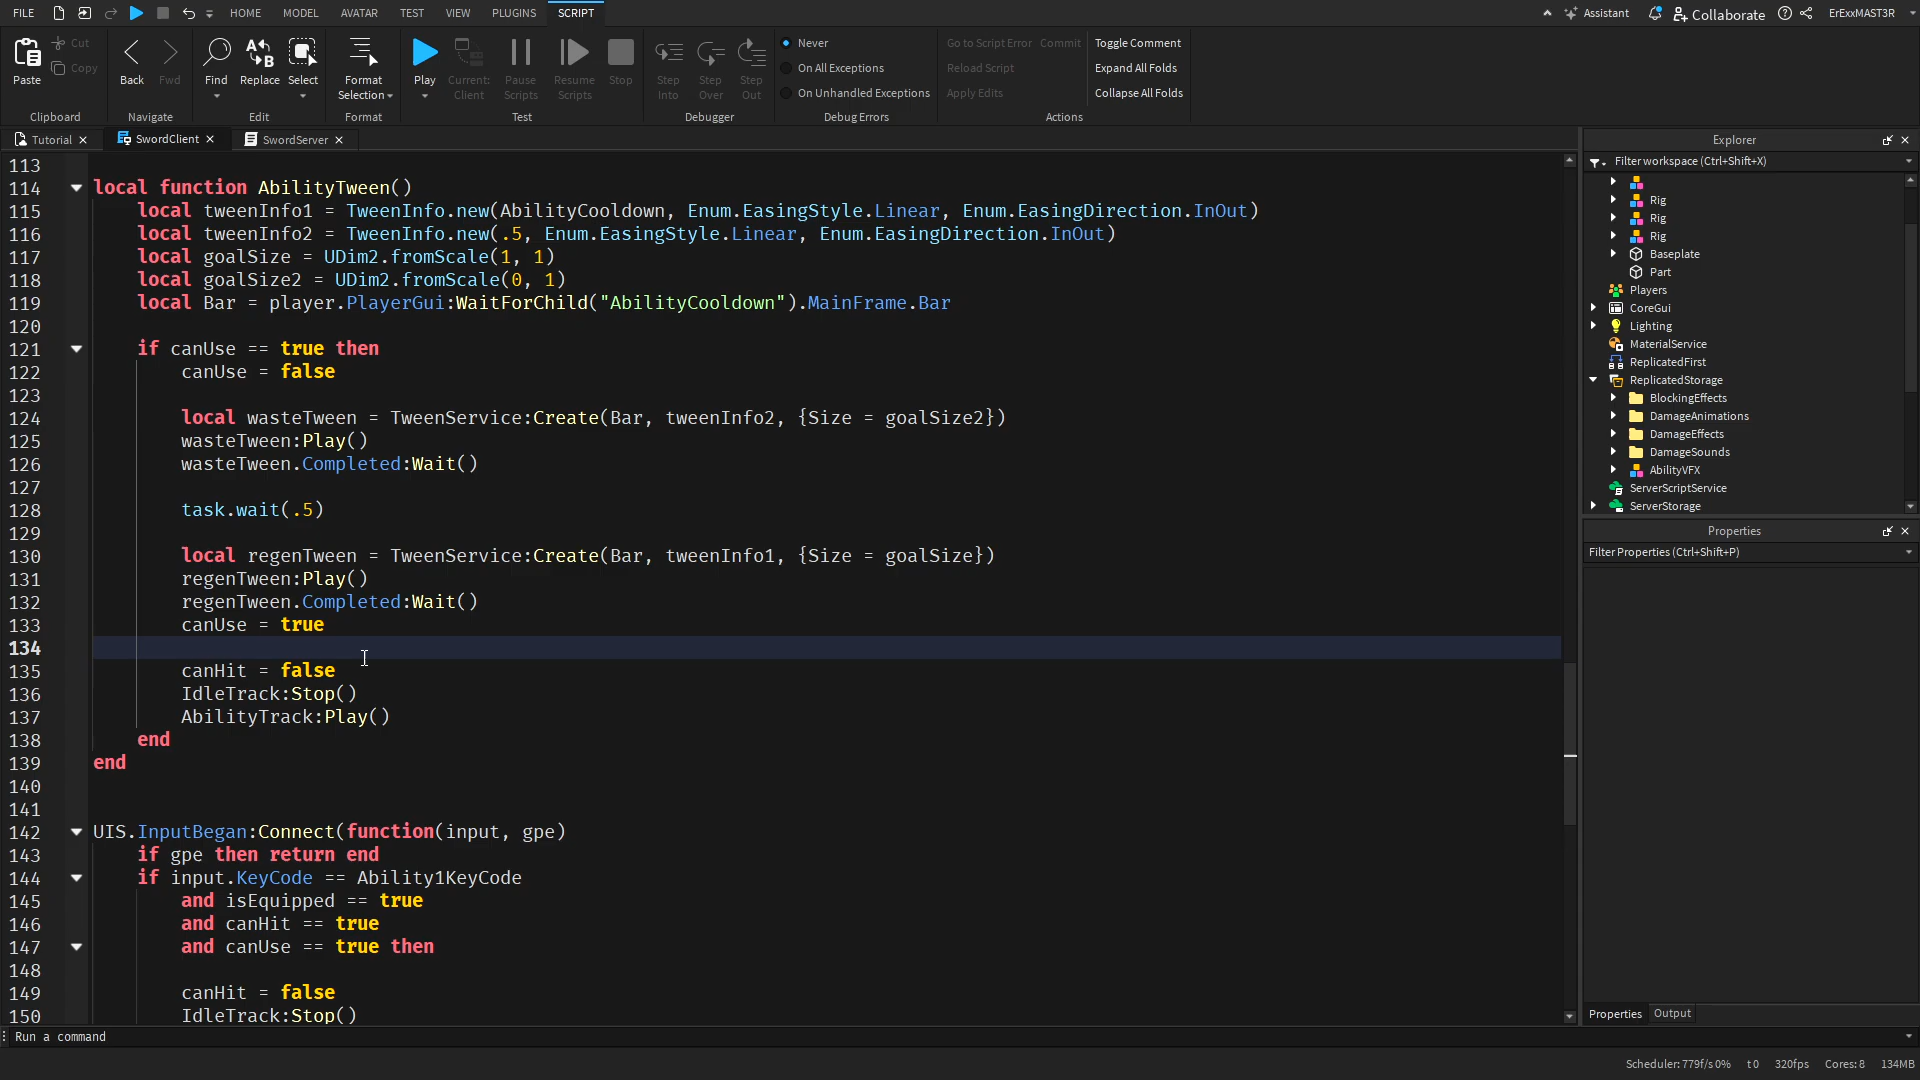 FILE HOME MODEL AVATAR TEST VIEW PLUGINS SCRIPT Assistant Collaborate ErExxMAST3R
Paste Cut Copy Back Fwd Find Replace Select Format Selection Play Current: Client Pause Scripts Resume Scripts Stop Step Into Step Over Step Out Never On All Exceptions On Unhandled Exceptions Go to Script Error Commit Reload Script Apply Edits Toggle Comment Expand All Folds Collapse All Folds
Clipboard Navigate Edit Format Test Debugger Debug Errors Actions
Tutorial SwordClient SwordServer
113
114 local function AbilityTween()
115 local tweenInfo1 = TweenInfo.new(AbilityCooldown, Enum.EasingStyle.Linear, Enum.EasingDirection.InOut)
116 local tweenInfo2 = TweenInfo.new(.5, Enum.EasingStyle.Linear, Enum.EasingDirection.InOut)
117 local goalSize = UDim2.fromScale(1, 1)
118 local goalSize2 = UDim2.fromScale(0, 1)
119 local Bar = player.PlayerGui:WaitForChild("AbilityCooldown").MainFrame.Bar
120
121 if canUse == true then
122 canUse = false
123
124 local wasteTween = TweenService:Create(Bar, tweenInfo2, {Size = goalSize2})
125 wasteTween:Play()
126 wasteTween.Completed:Wait()
127
128 task.wait(.5)
129
130 local regenTween = TweenService:Create(Bar, tweenInfo1, {Size = goalSize})
131 regenTween:Play()
132 regenTween.Completed:Wait()
133 canUse = true
134
135 canHit = false
136 IdleTrack:Stop()
137 AbilityTrack:Play()
138 end
139 end
140
141
142 UIS.InputBegan:Connect(function(input, gpe)
143 if gpe then return end
144 if input.KeyCode == Ability1KeyCode
145 and isEquipped == true
146 and canHit == true
147 and canUse == true then
148
149 canHit = false
150 IdleTrack:Stop()
Explorer
Filter workspace (Ctrl+Shift+X)
Rig
Rig
Rig
Baseplate
Part
Players
CoreGui
Lighting
MaterialService
ReplicatedFirst
ReplicatedStorage
BlockingEffects
DamageAnimations
DamageEffects
DamageSounds
AbilityVFX
ServerScriptService
ServerStorage
Properties
Filter Properties (Ctrl+Shift+P)
Properties Output
Run a command
Scheduler: 779f/s 0% t 0 320fps Cores: 8 134MB